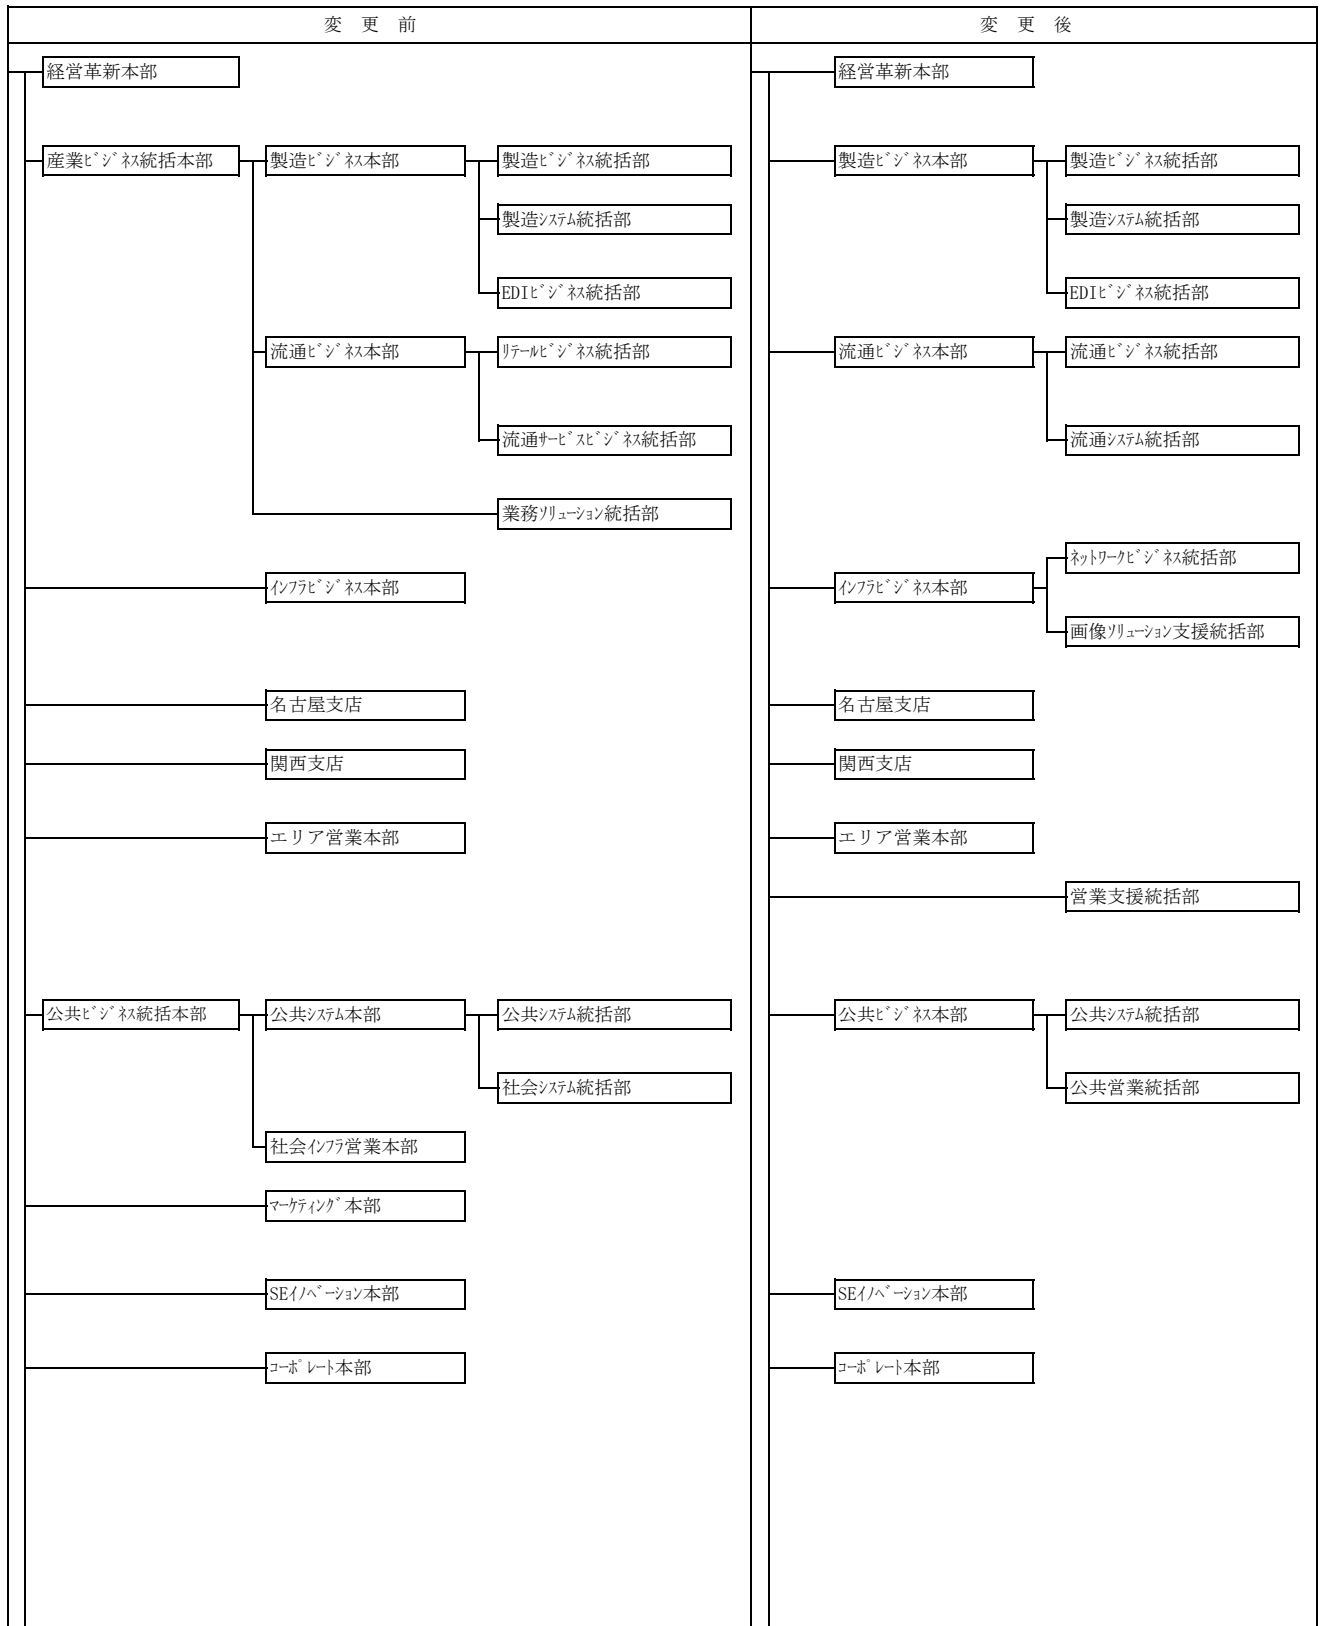 変　更　前
変　更　後
経営革新本部
経営革新本部
産業ﾋﾞｼﾞﾈｽ統括本部
製造ﾋﾞｼﾞﾈｽ本部
製造ﾋﾞｼﾞﾈｽ統括部
製造ﾋﾞｼﾞﾈｽ本部
製造ﾋﾞｼﾞﾈｽ統括部
製造ｼｽﾃﾑ統括部
製造ｼｽﾃﾑ統括部
EDIﾋﾞｼﾞﾈｽ統括部
EDIﾋﾞｼﾞﾈｽ統括部
流通ﾋﾞｼﾞﾈｽ本部
ﾘﾃｰﾙﾋﾞｼﾞﾈｽ統括部
流通ﾋﾞｼﾞﾈｽ本部
流通ﾋﾞｼﾞﾈｽ統括部
流通ｻｰﾋﾞｽﾋﾞｼﾞﾈｽ統括部
流通ｼｽﾃﾑ統括部
業務ｿﾘｭｰｼｮﾝ統括部
ﾈｯﾄﾜｰｸﾋﾞｼﾞﾈｽ統括部
ｲﾝﾌﾗﾋﾞｼﾞﾈｽ本部
ｲﾝﾌﾗﾋﾞｼﾞﾈｽ本部
画像ｿﾘｭｰｼｮﾝ支援統括部
名古屋支店
名古屋支店
関西支店
関西支店
エリア営業本部
エリア営業本部
営業支援統括部
公共ﾋﾞｼﾞﾈｽ統括本部
公共ｼｽﾃﾑ本部
公共ｼｽﾃﾑ統括部
公共ﾋﾞｼﾞﾈｽ本部
公共ｼｽﾃﾑ統括部
社会ｼｽﾃﾑ統括部
公共営業統括部
社会ｲﾝﾌﾗ営業本部
ﾏｰｹﾃｨﾝｸﾞ本部
SEｲﾉﾍﾞｰｼｮﾝ本部
SEｲﾉﾍﾞｰｼｮﾝ本部
ｺｰﾎﾟﾚｰﾄ本部
ｺｰﾎﾟﾚｰﾄ本部